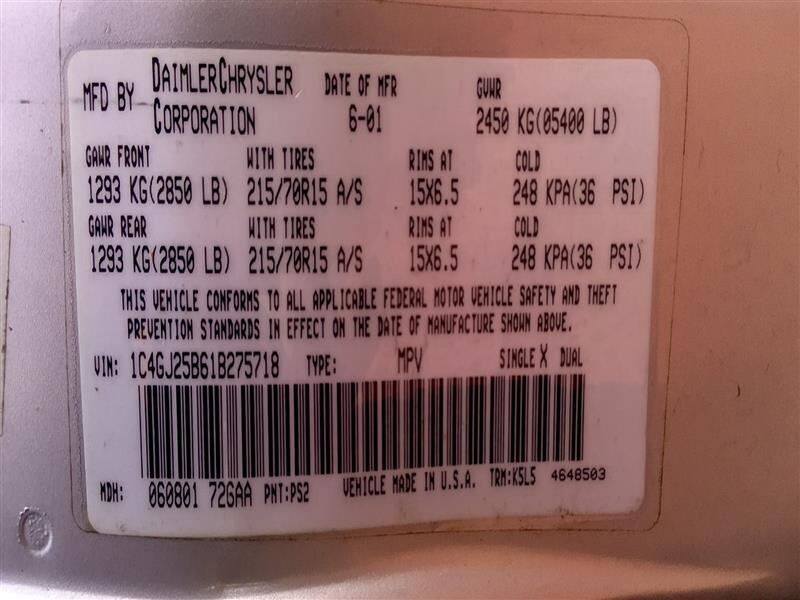 MFD BY DAIMLERCHRYSLER CORPORATION DATE OF MFR 6-01 GVWR 2450 KG(05400 LB)
GAWR FRONT WITH TIRES RIMS AT COLD
1293 KG(2850 LB) 215/70R15 A/S 15X6.5 248 KPA(36 PSI)
GAWR REAR WITH TIRES RIMS AT COLD
1293 KG(2850 LB) 215/70R15 A/S 15X6.5 248 KPA(36 PSI)
THIS VEHICLE CONFORMS TO ALL APPLICABLE FEDERAL MOTOR VEHICLE SAFETY AND THEFT
PREVENTION STANDARDS IN EFFECT ON THE DATE OF MANUFACTURE SHOWN ABOVE.
VIN: 1C4GJ25B61B275718 TYPE: MPV SINGLE X DUAL
MDH: 060801 72GAA PNT:PS2 VEHICLE MADE IN U.S.A. TRM:K5L5 4648503